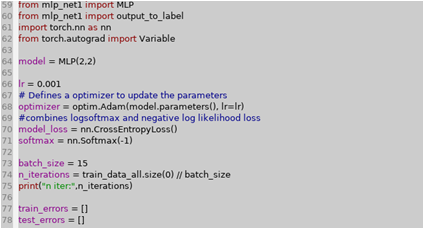 59 from mlp_net1 import MLP
60 from mlp_net1 import output_to_label
61 import torch.nn as nn
62 from torch.autograd import Variable
63
64 model = MLP(2,2)
65
66 lr = 0.001
67 # Defines a optimizer to update the parameters
68 optimizer = optim.Adam(model.parameters(), lr=lr)
69 #combines logsoftmax and negative log likelihood loss
70 model_loss = nn.CrossEntropyLoss()
71 softmax = nn.Softmax(-1)
72
73 batch_size = 15
74 n_iterations = train_data_all.size(0) // batch_size
75 print("n iter:",n_iterations)
76
77 train_errors = []
78 test_errors = []